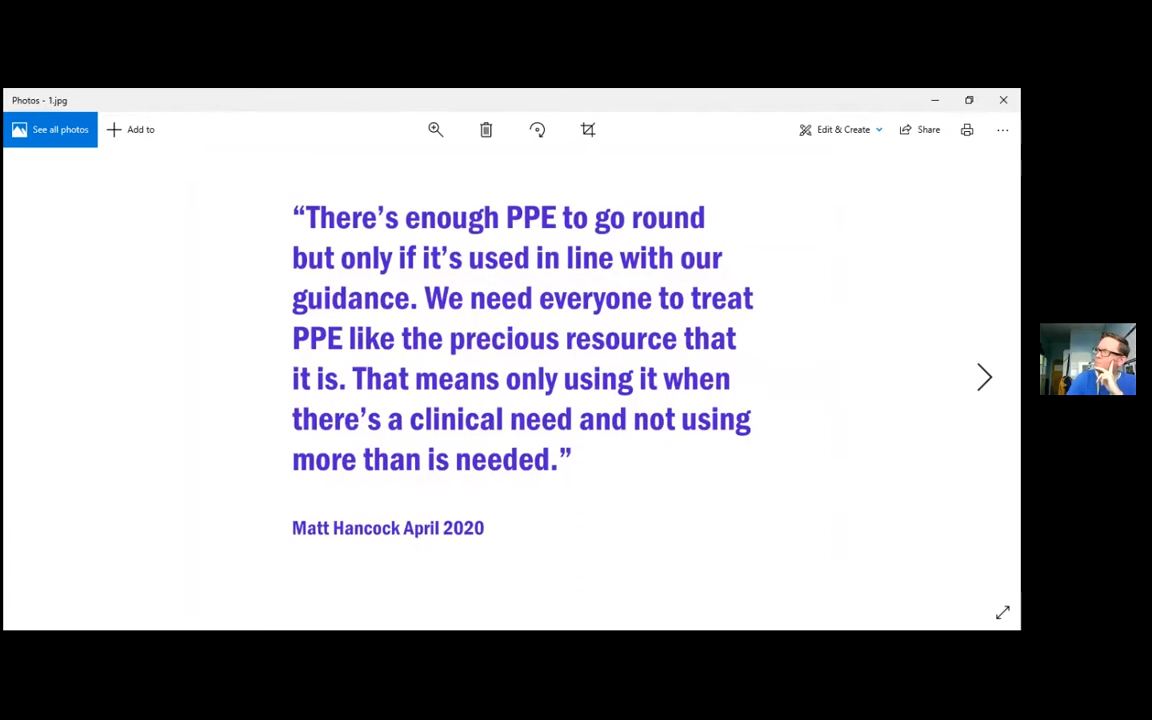 Photos - 1.jpg
See all photos
Add to
Edit & Create
Share
“There’s enough PPE to go round
but only if it’s used in line with our
guidance. We need everyone to treat
PPE like the precious resource that
it is. That means only using it when
there’s a clinical need and not using
more than is needed.”
Matt Hancock April 2020